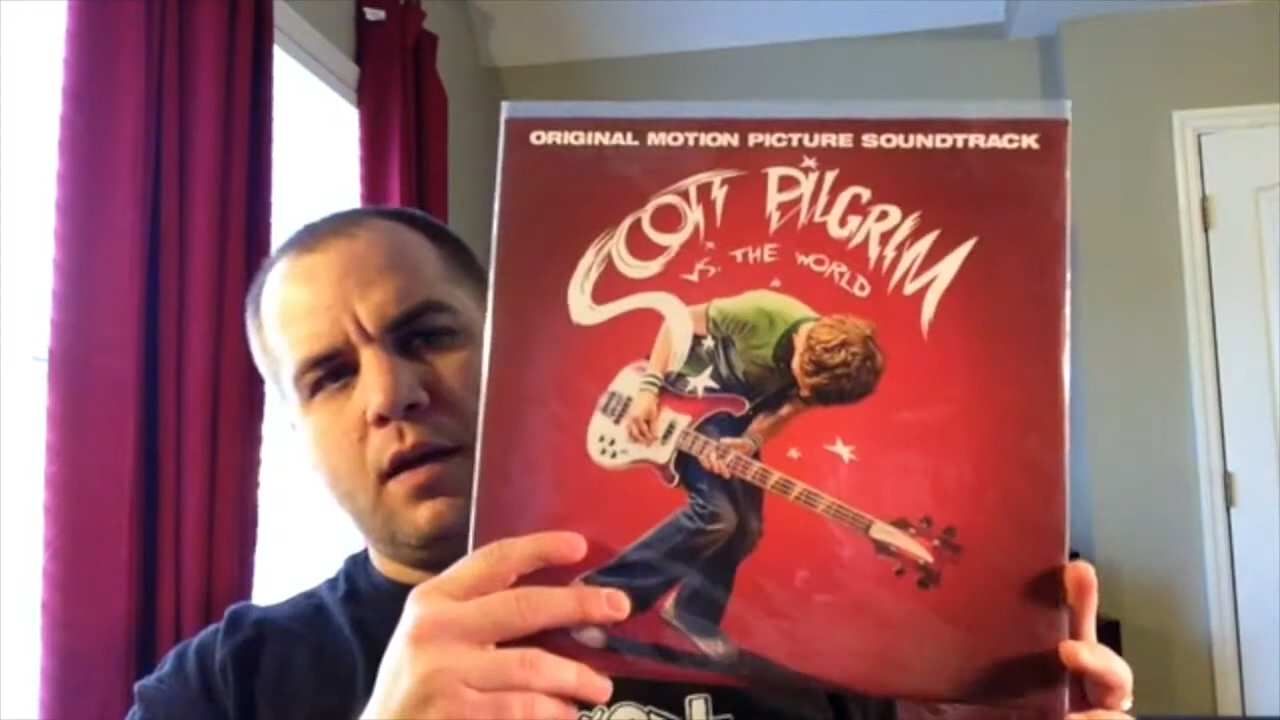 ORIGINAL MOTION PICTURE SOUNDTRACK
SCOTT PILGRIM
VS. THE WORLD